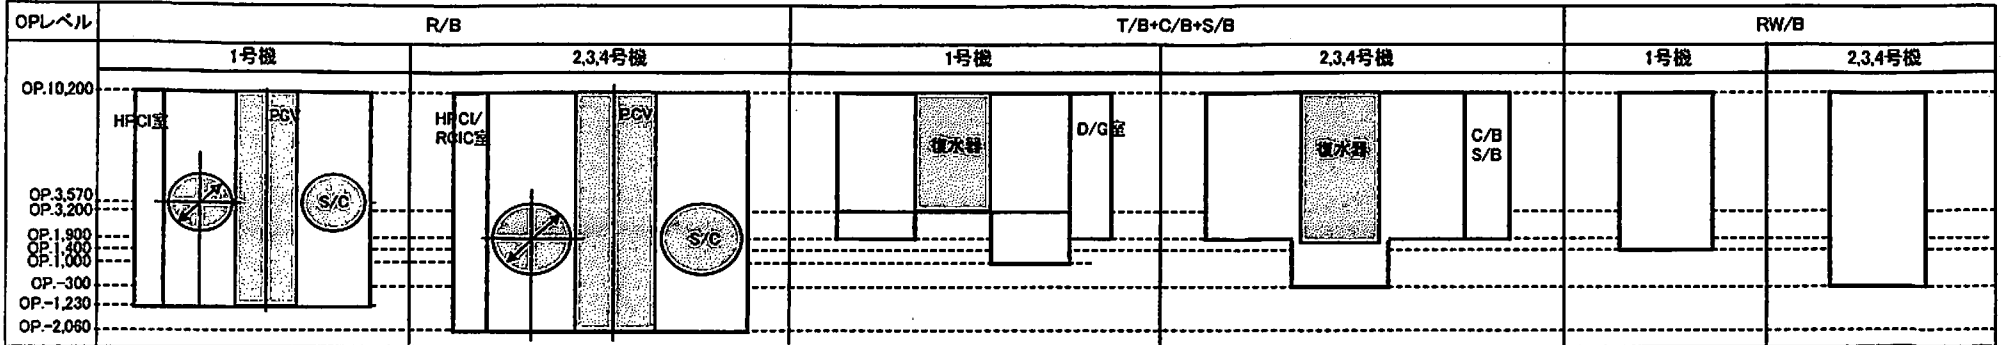 OPレベル
R/B
T/B+C/B+S/B
RW/B
1号機
2,3,4号機
1号機
2,3,4号機
1号機
2,3,4号機
OP.10,200
OP.3,570
OP.3,200
OP.1,900
OP.1,400
OP.1,000
OP.-300
OP.-1,230
OP.-2,060
HPCI室
PCV
S/C
HPCI/
RCIC室
PCV
S/C
復水器
D/G室
復水器
C/B
S/B